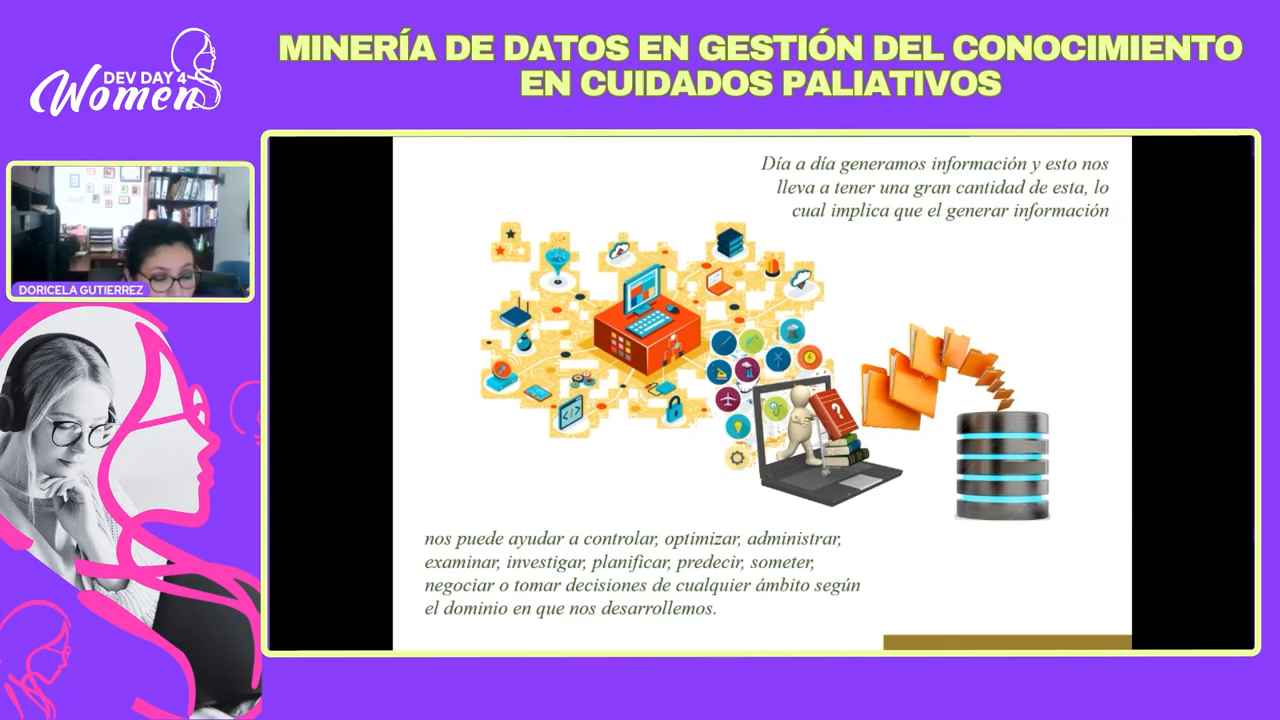 DEV DAY 4
Women
MINERÍA DE DATOS EN GESTIÓN DEL CONOCIMIENTO
EN CUIDADOS PALIATIVOS
DORICELA GUTIERREZ
Día a día generamos información y esto nos
lleva a tener una gran cantidad de esta, lo
cual implica que el generar información
</>
?
nos puede ayudar a controlar, optimizar, administrar,
examinar, investigar, planificar, predecir, someter,
negociar o tomar decisiones de cualquier ámbito según
el dominio en que nos desarrollemos.